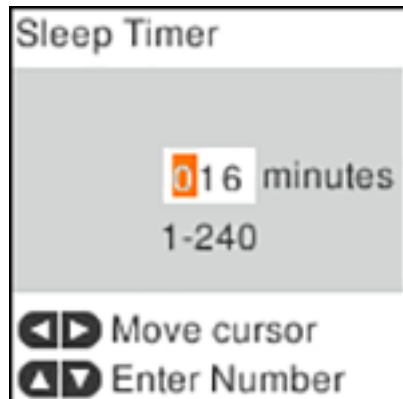 Sleep Timer
016 minutes
1-240
Move cursor
Enter Number